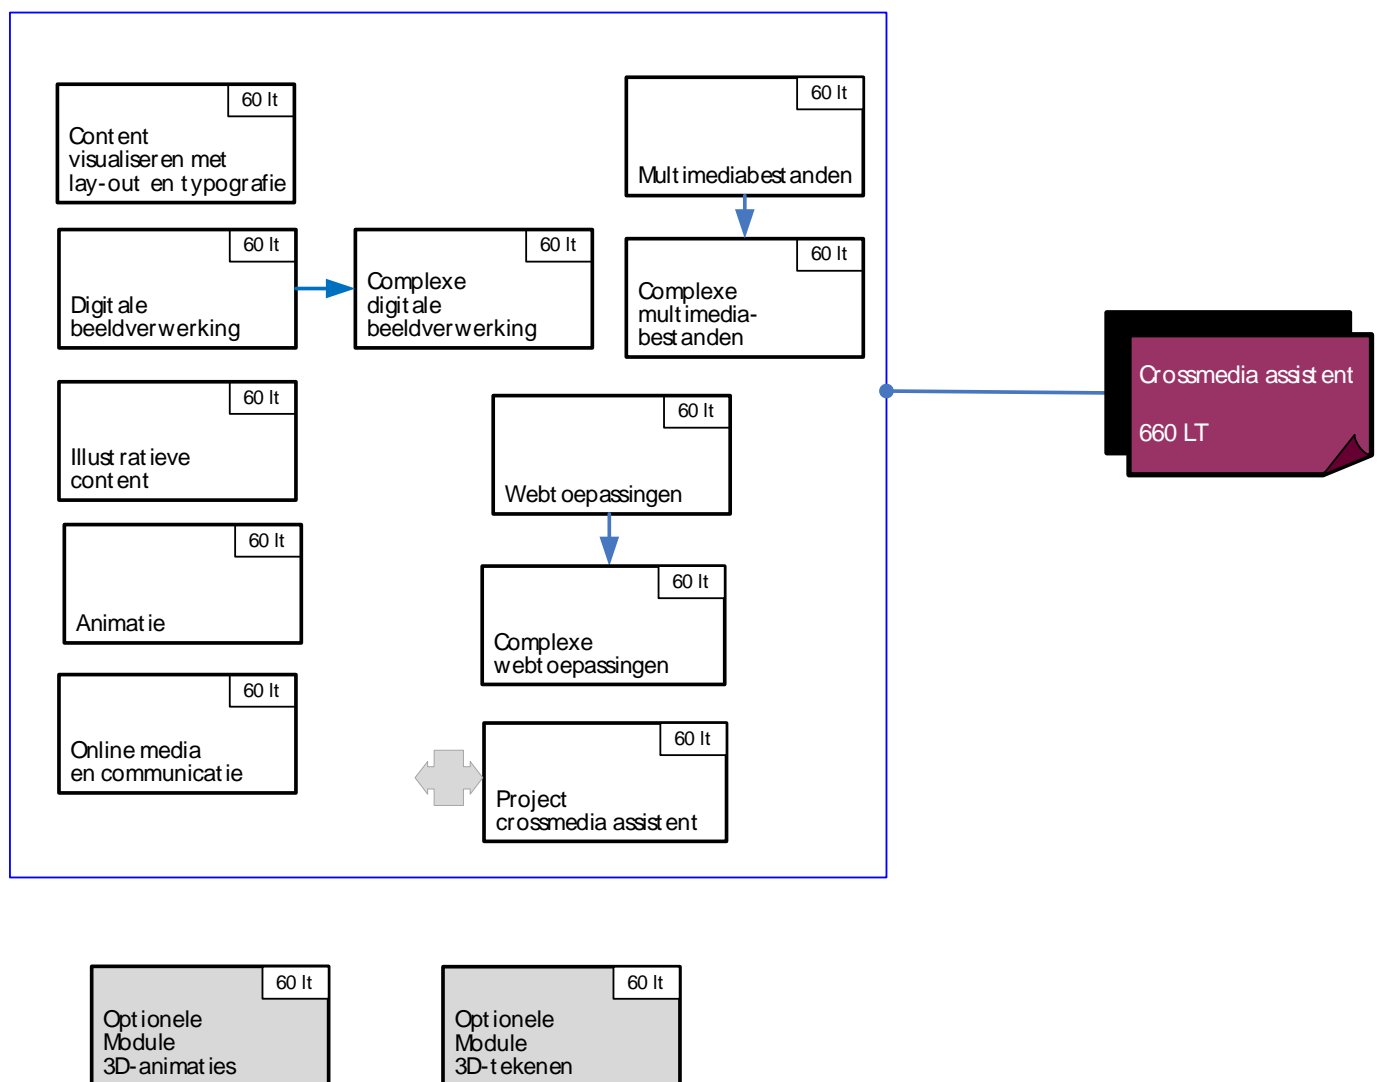 60 lt
Content
visualiseren met
lay-out en typografie
60 lt
Multimediabestanden
60 lt
Digitale
beeldverwerking
60 lt
Complexe
digitale
beeldverwerking
60 lt
Complexe
multimedia-
bestanden
Crossmedia assistent
660 LT
60 lt
Illustratieve
content
60 lt
Webtoepassingen
60 lt
Animatie
60 lt
Complexe
webtoepassingen
60 lt
Online media
en communicatie
60 lt
Project
crossmedia assistent
60 lt
Optionele
Module
3D-animaties
60 lt
Optionele
Module
3D-tekenen